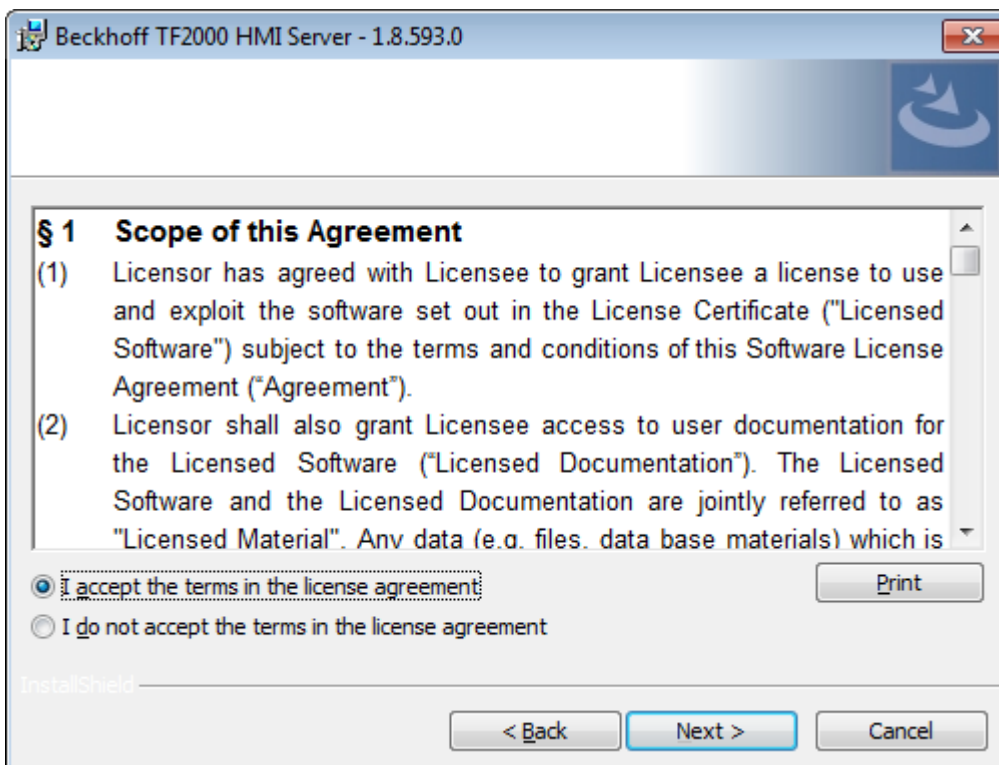 Beckhoff TF2000 HMI Server - 1.8.593.0
§ 1 Scope of this Agreement
(1) Licensor has agreed with Licensee to grant Licensee a license to use
and exploit the software set out in the License Certificate ("Licensed
Software") subject to the terms and conditions of this Software License
Agreement (“Agreement”).
(2) Licensor shall also grant Licensee access to user documentation for
the Licensed Software (“Licensed Documentation”). The Licensed
Software and the Licensed Documentation are jointly referred to as
"Licensed Material". Any data (e.g. files, data base materials) which is
I accept the terms in the license agreement
Print
I do not accept the terms in the license agreement
InstallShield
< Back Next > Cancel